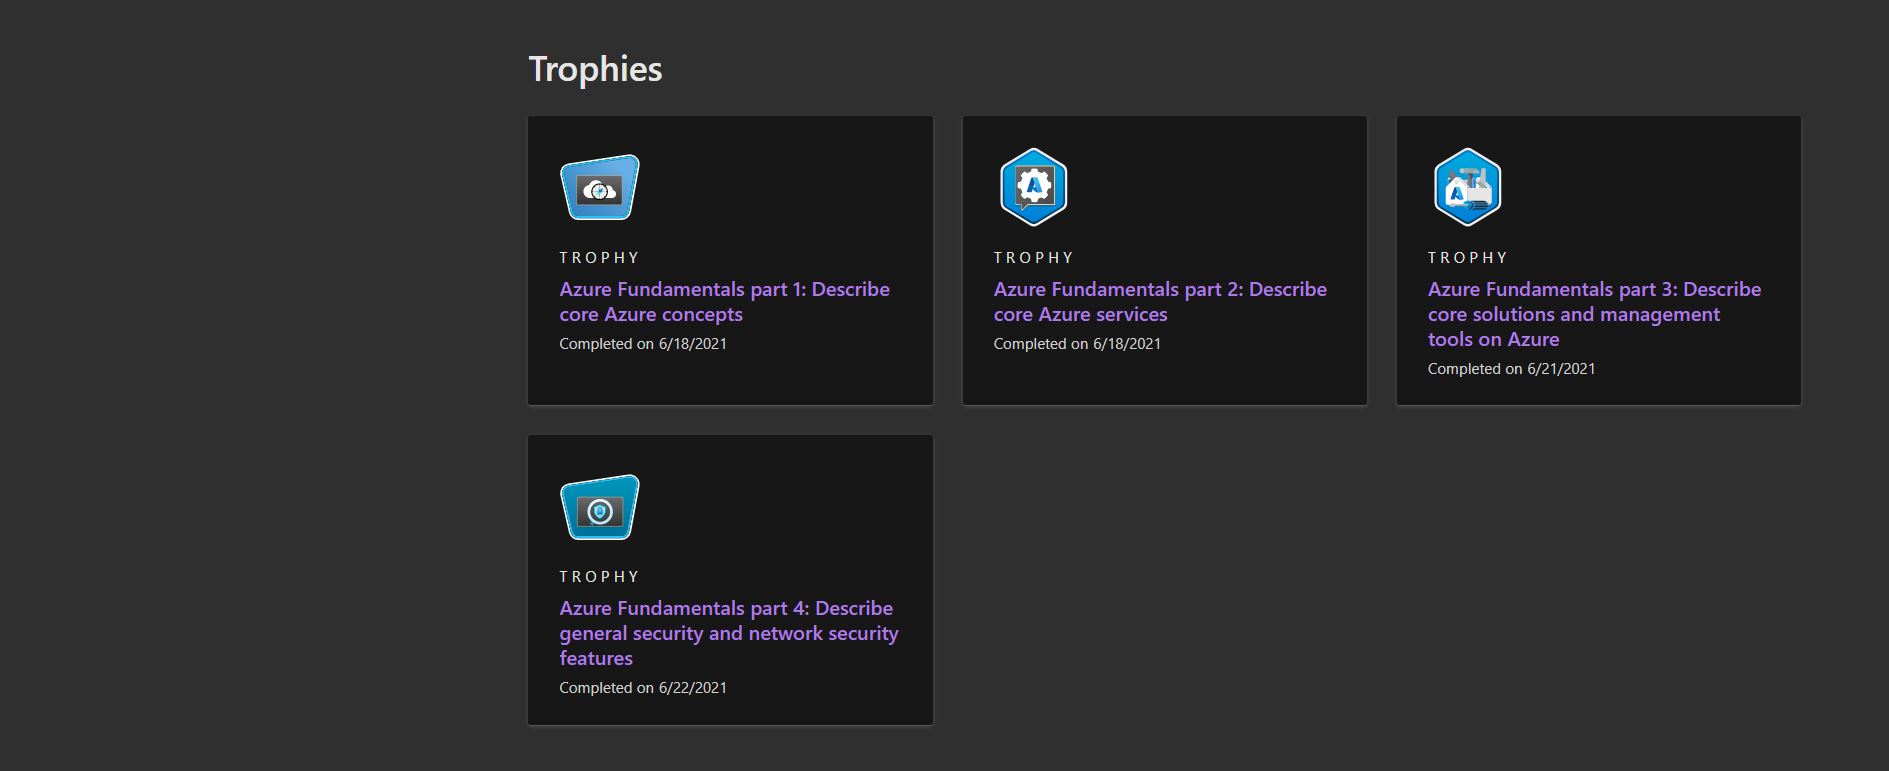 Trophies
TROPHY
Azure Fundamentals part 1: Describe
core Azure concepts
Completed on 6/18/2021
TROPHY
Azure Fundamentals part 2: Describe
core Azure services
Completed on 6/18/2021
TROPHY
Azure Fundamentals part 3: Describe
core solutions and management
tools on Azure
Completed on 6/21/2021
TROPHY
Azure Fundamentals part 4: Describe
general security and network security
features
Completed on 6/22/2021